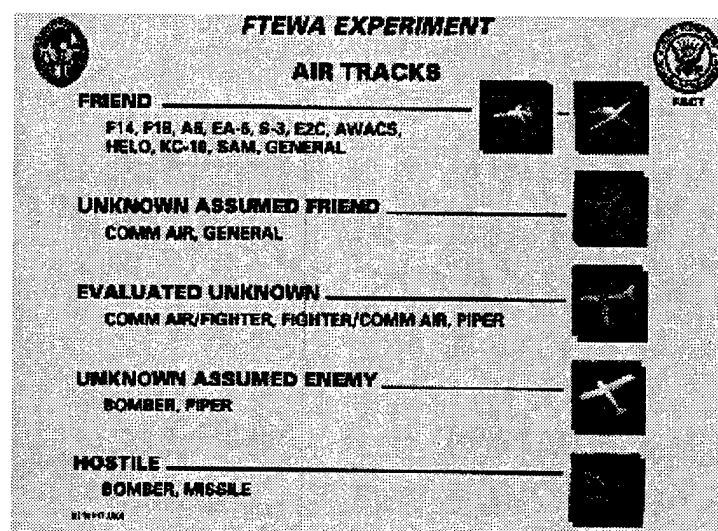 FTEWA EXPERIMENT
AIR TRACKS
FRIEND
F14, F18, A6, EA-6, S-3, E2C, AWACS,
HELO, KC-10, SAM, GENERAL
UNKNOWN ASSUMED FRIEND
COMM AIR, GENERAL
EVALUATED UNKNOWN
COMM AIR/FIGHTER, FIGHTER/COMM AIR, PIPER
UNKNOWN ASSUMED ENEMY
BOMBER, PIPER
HOSTILE
BOMBER, MISSILE